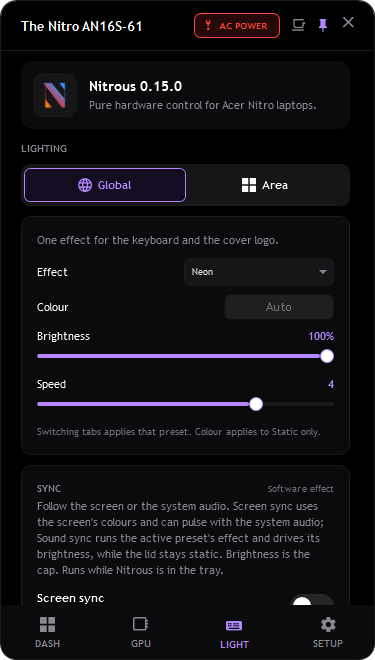 The Nitro AN16S-61
AC POWER
Nitrous 0.15.0
Pure hardware control for Acer Nitro laptops.
LIGHTING
Global
Area
One effect for the keyboard and the cover logo.
Effect
Neon
Colour
Auto
Brightness
100%
Speed
4
Switching tabs applies that preset. Colour applies to Static only.
SYNC
Software effect
Follow the screen or the system audio. Screen sync uses
the screen's colours and can pulse with the system audio;
Sound sync runs the active preset's effect and drives its
brightness, while the lid stays static. Brightness is the
cap. Runs while Nitrous is in the tray.
Screen sync
DASH
GPU
LIGHT
SETUP